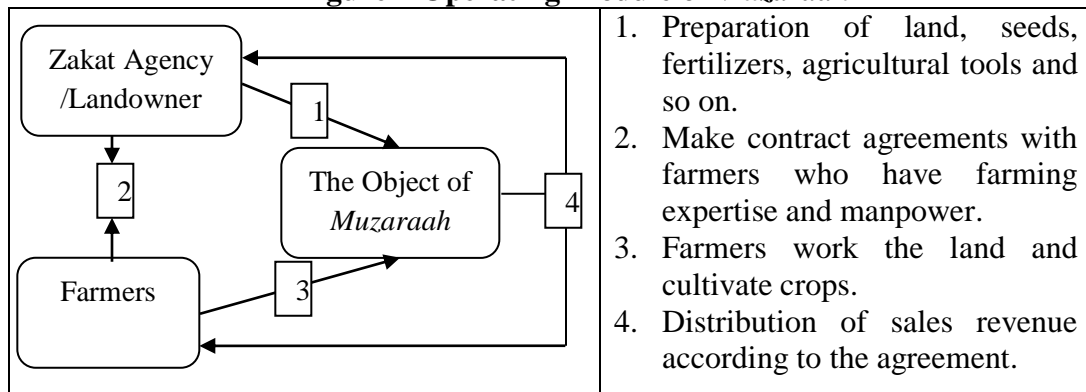 Zakat Agency
/Landowner
1
2
The Object of
Muzaraah
4
Farmers
3
1. Preparation of land, seeds,
fertilizers, agricultural tools and
so on.
2. Make contract agreements with
farmers who have farming
expertise and manpower.
3. Farmers work the land and
cultivate crops.
4. Distribution of sales revenue
according to the agreement.